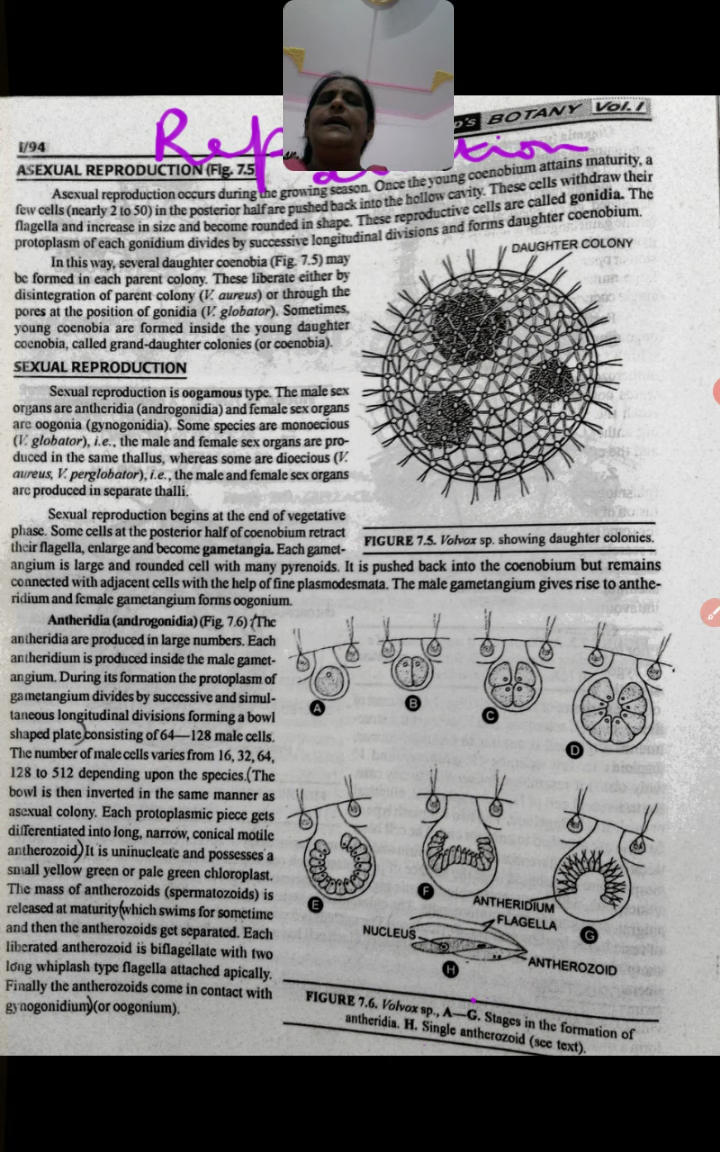 Rep tion
D'S BOTANY Vol. I
i/94
ASEXUAL REPRODUCTION (Fig. 7.5)
Asexual reproduction occurs during the growing season. Once the young coenobium attains maturity, a
few cells (nearly 2 to 50) in the posterior half are pushed back into the hollow cavity. These cells withdraw their
flagella and increase in size and become rounded in shape. These reproductive cells are called gonidia. The
protoplasm of each gonidium divides by successive longitudinal divisions and forms daughter coenobium.
In this way, several daughter coenobia (Fig. 7.5) may
be formed in each parent colony. These liberate either by
disintegration of parent colony (V. aureus) or through the
pores at the position of gonidia (V. globator). Sometimes,
young coenobia are formed inside the young daughter
coenobia, called grand-daughter colonies (or coenobia).
DAUGHTER COLONY
SEXUAL REPRODUCTION
Sexual reproduction is oogamous type. The male sex
organs are antheridia (androgonidia) and female sex organs
are oogonia (gynogonidia). Some species are monoecious
(V. globator), i.e., the male and female sex organs are pro-
duced in the same thallus, whereas some are dioecious (V.
aureus, V. perglobator), i.e., the male and female sex organs
are produced in separate thalli.
FIGURE 7.5. Volvox sp. showing daughter colonies.
Sexual reproduction begins at the end of vegetative
phase. Some cells at the posterior half of coenobium retract
their flagella, enlarge and become gametangia. Each gamet-
angium is large and rounded cell with many pyrenoids. It is pushed back into the coenobium but remains
connected with adjacent cells with the help of fine plasmodesmata. The male gametangium gives rise to anthe-
ridium and female gametangium forms oogonium.
Antheridia (androgonidia) (Fig. 7.6) : The
antheridia are produced in large numbers. Each
antheridium is produced inside the male gamet-
angium. During its formation the protoplasm of
gametangium divides by successive and simul-
taneous longitudinal divisions forming a bowl
shaped plate consisting of 64—128 male cells.
The number of male cells varies from 16, 32, 64,
128 to 512 depending upon the species. (The
bowl is then inverted in the same manner as
asexual colony. Each protoplasmic piece gets
differentiated into long, narrow, conical motile
antherozoid.) It is uninucleate and possesses a
small yellow green or pale green chloroplast.
The mass of antherozoids (spermatozoids) is
released at maturity (which swims for sometime
and then the antherozoids get separated. Each
liberated antherozoid is biflagellate with two
long whiplash type flagella attached apically.
Finally the antherozoids come in contact with
gynogonidium) (or oogonium).
A
B
C
D
E
F
G
ANTHERIDIUM
FLAGELLA
NUCLEUS
H
ANTHEROZOID
FIGURE 7.6. Volvox sp., A—G. Stages in the formation of
antheridia. H. Single antherozoid (see text).